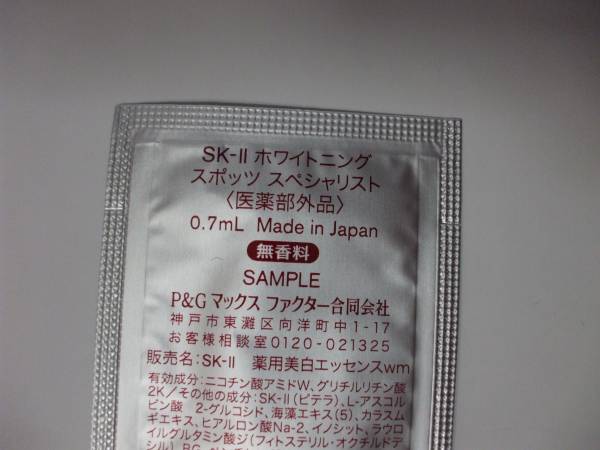 SK-II ホワイトニング
スポッツ スペシャリスト
〈医薬部外品〉
0.7mL Made in Japan
無香料
SAMPLE
P&G マックス ファクター合同会社
神戸市東灘区向洋町中1-17
お客様相談室0120-021325
販売名:SK-II 薬用美白エッセンスwm
有効成分:ニコチン酸アミドW、グリチルリチン酸
2K/その他の成分:SK-II(ピテラ)、L-アスコル
ビン酸 2-グルコシド、海藻エキス(5)、カラスム
ギエキス、ヒアルロン酸Na-2、イノシット、ラウロ
イルグルタミン酸ジ(フィトステリル・オクチルドデ
シル)、BG、